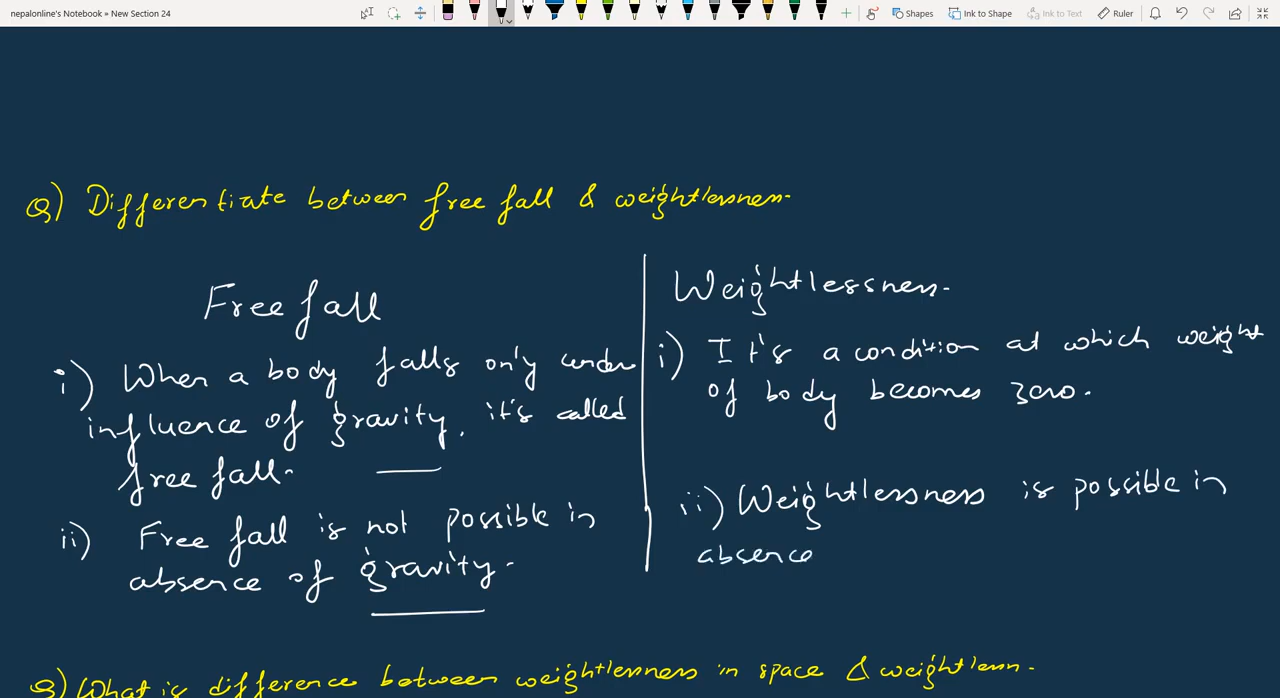 nepalonline's Notebook » New Section 24
Shapes
Ink to Shape
Ink to Text
Ruler
Q) Differentiate between free fall & weightlessness.
Free fall
i) When a body falls only under
influence of gravity, it's called
free fall.
ii) Free fall is not possible in
absence of gravity.
Weightlessness.
i) It's a condition at which weight
of body becomes zero.
ii) Weightlessness is possible in
absence
Q) What is difference between weightlessness in space & weightlessn.